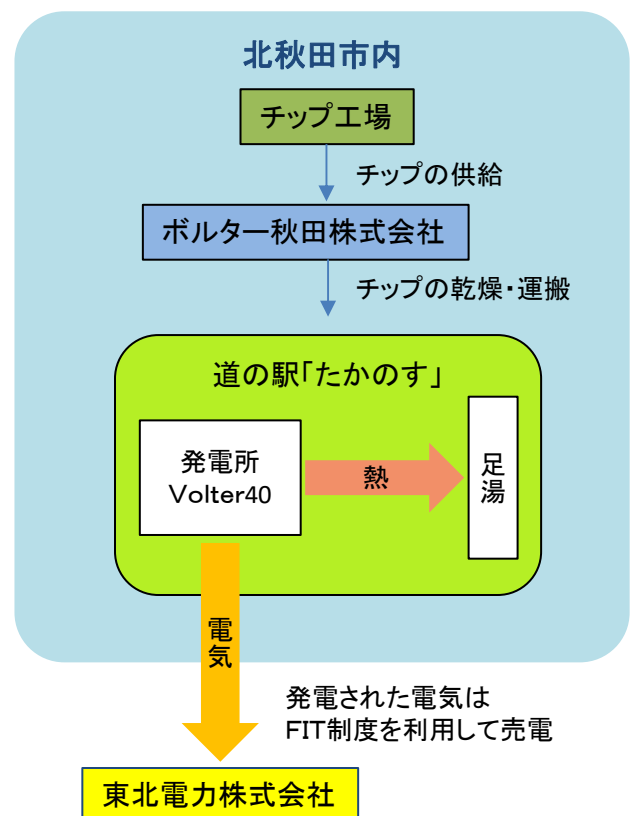 北秋田市内
チップ工場
チップの供給
ボルター秋田株式会社
チップの乾燥・運搬
道の駅「たかのす」
発電所
Volter40
熱
足湯
電気
発電された電気は
FIT制度を利用して売電
東北電力株式会社